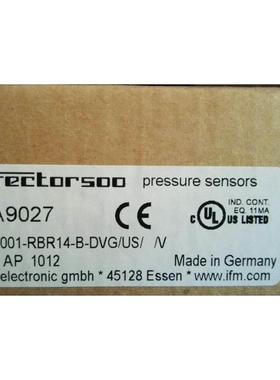 rectorsoo pressure sensors
A9027
CE
c UL US LISTED
IND. CONT.
EQ. 11MA
001-RBR14-B-DVG/US/ /V
AP 1012
Made in Germany
electronic gmbh * 45128 Essen * www.ifm.com